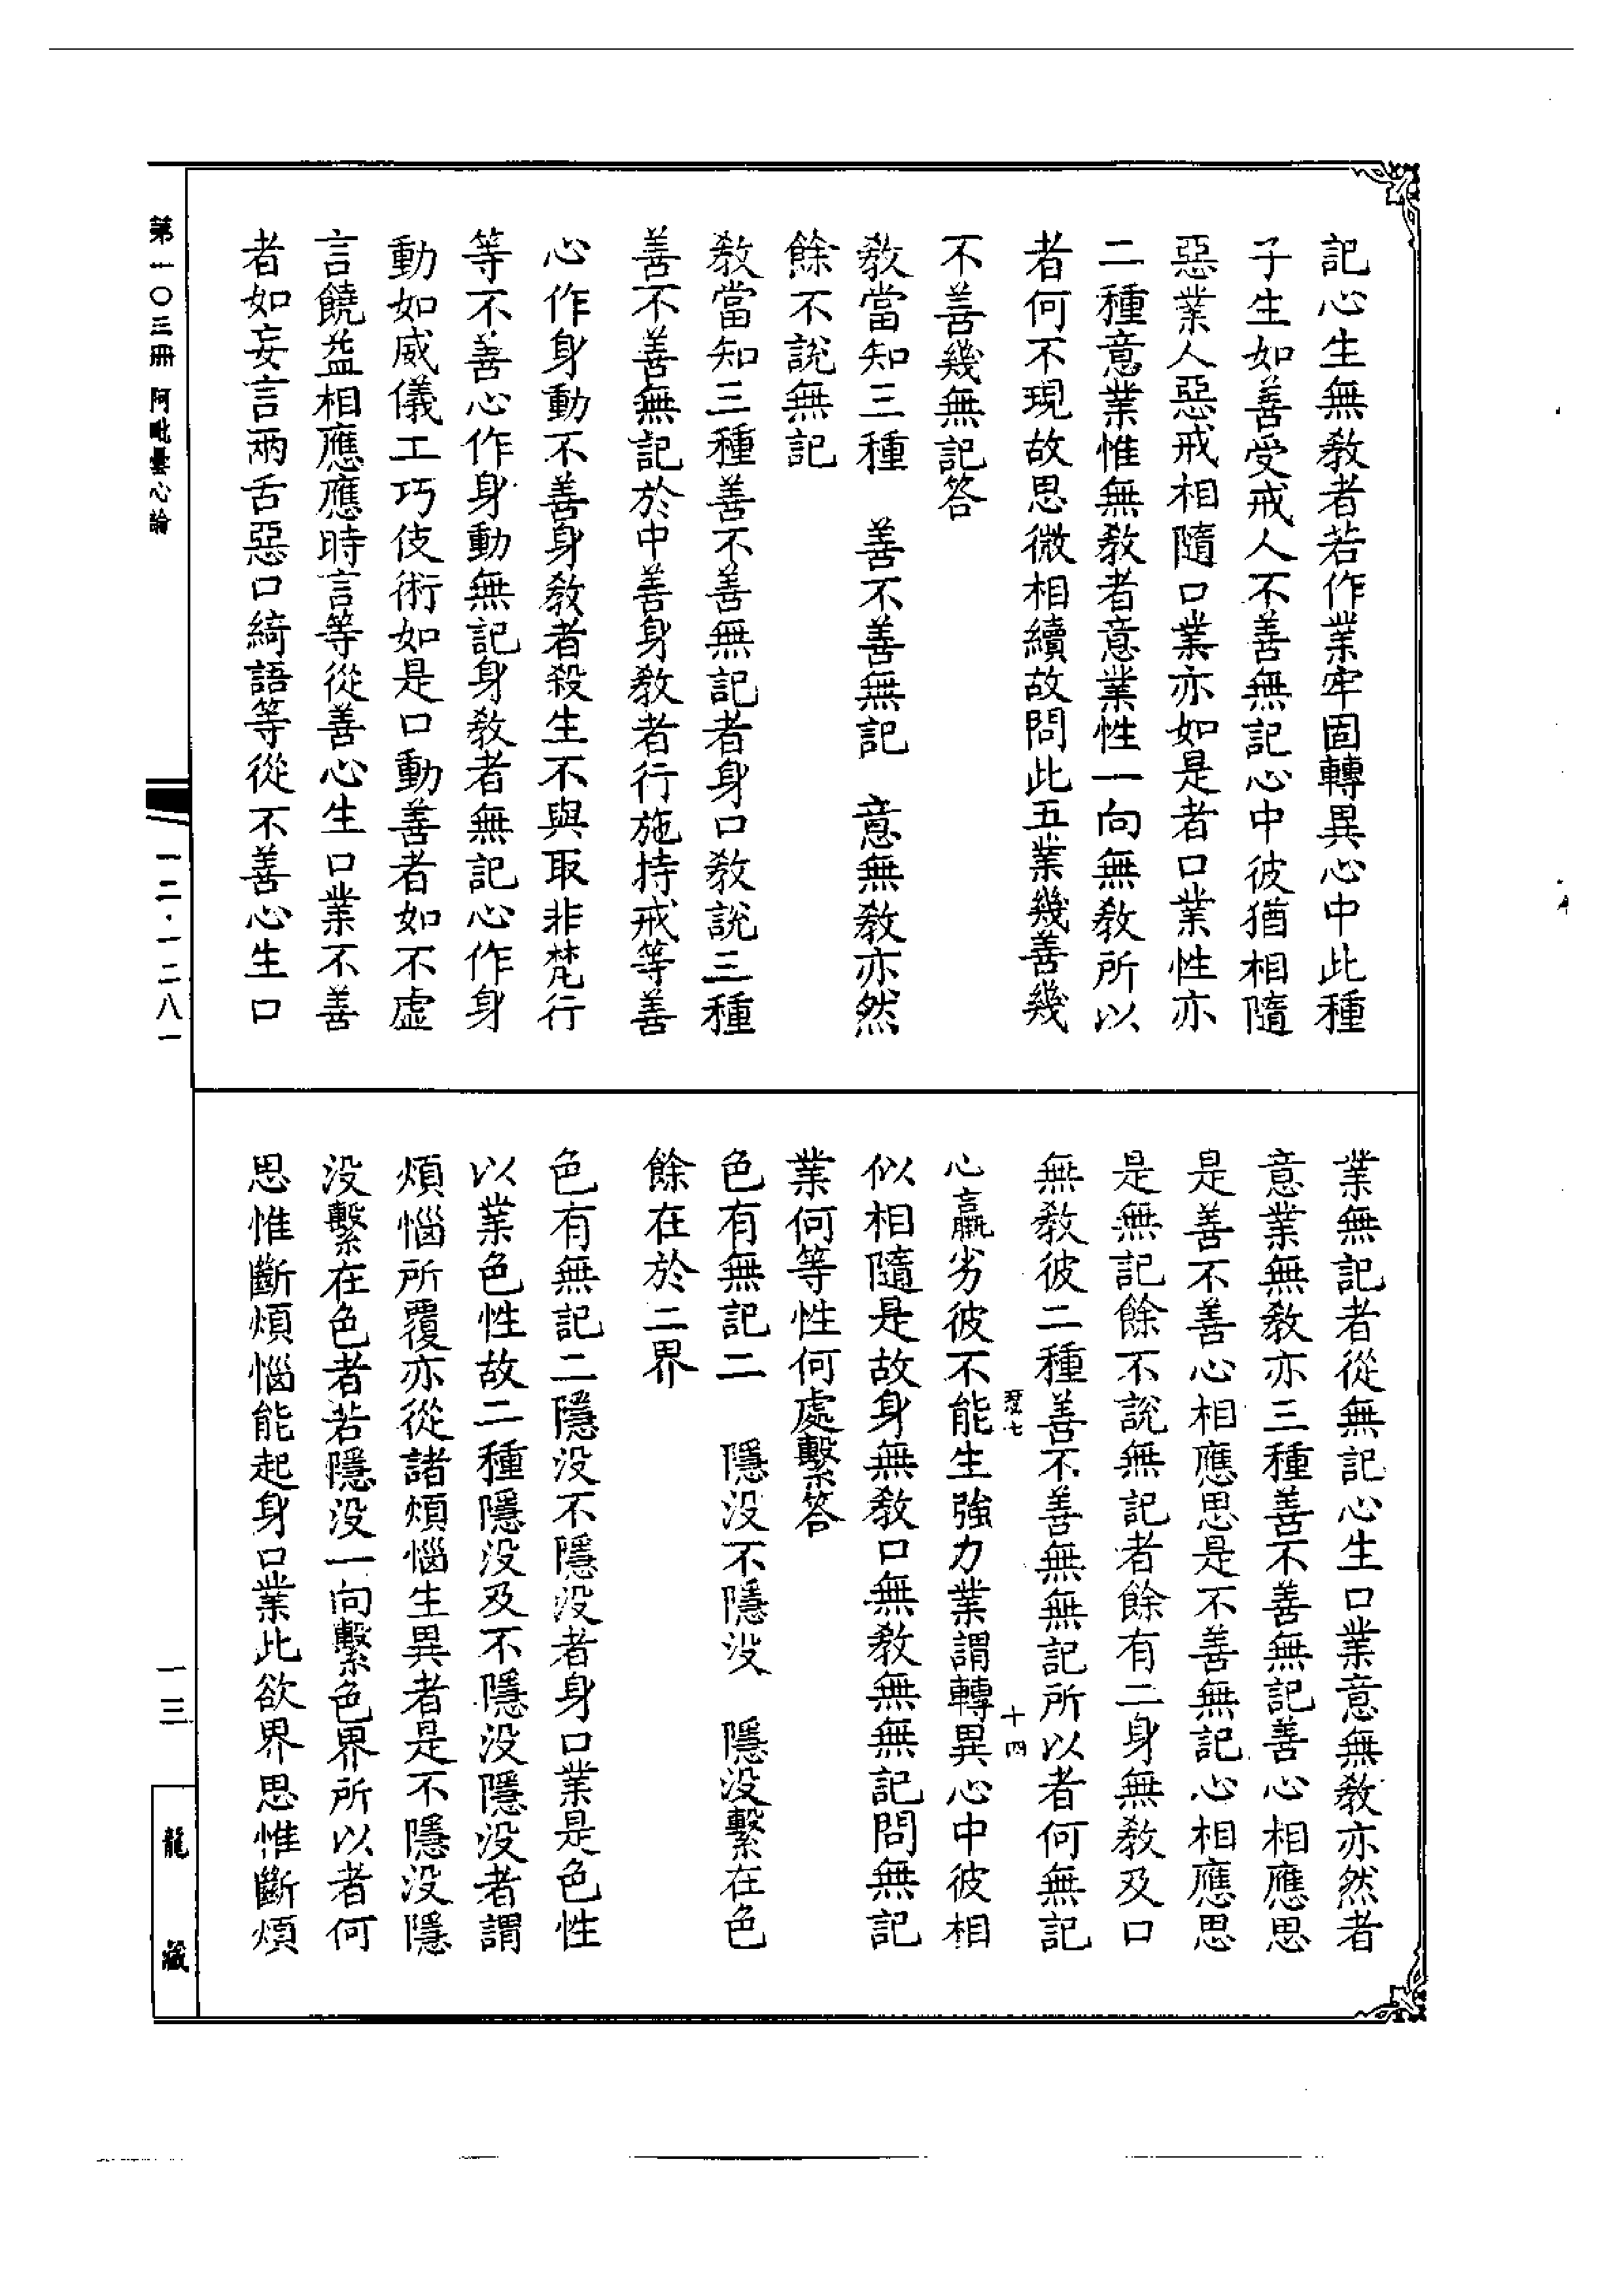 記心生無教者若作業牢固轉異心中此種
子生如善受戒人不善無記心中彼猶相隨
惡業人惡戒相隨口業亦如是者口業性亦
二種意業惟無教者意業性一向無教所以
者何不現故思微相續故問此五業幾善幾
不善幾無記答
教當知三種　善不善無記　意無教亦然
餘不說無記
教當知三種善不善無記者身口教說三種
善不善無記於中善身教者行施持戒等善
心作身動不善身教者殺生不與取非梵行
等不善心作身動無記身教者無記心作身
動如威儀工巧伎術如是口動善者如不虛
言饒益相應應時言等從善心生口業不善
者如妄言兩舌惡口綺語等從不善心生口
業無記者從無記心生口業意無教亦然者
意業無教亦三種善不善無記善心相應思
是善不善心相應思是不善無記心相應思
是無記餘不說無記者餘有二身無教及口
無教彼二種善不善無無記所以者何無記
心羸劣彼不能生強力業謂轉異心中彼相
似相隨是故身無教口無教無無記問無記
業何等性何處繫答
色有無記二　隱没不隱没　隱没繫在色
餘在於二界
色有無記二隱没不隱没者身口業是色性
以業色性故二種隱没及不隱没隱没者謂
煩惱所覆亦從諸煩惱生異者是不隱没隱
没繫在色者若隱没一向繫色界所以者何
思惟斷煩惱能起身口業此欲界思惟斷煩
十四
第一〇三冊 阿毗曇心論
一二·一二八一
一三
龍藏